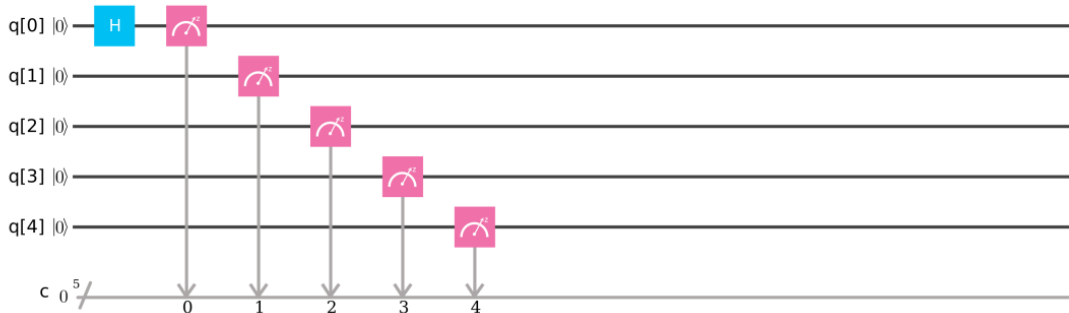 q[0] |0⟩ H z
q[1] |0⟩ z
q[2] |0⟩ z
q[3] |0⟩ z
q[4] |0⟩ z
c 0 5
0 1 2 3 4